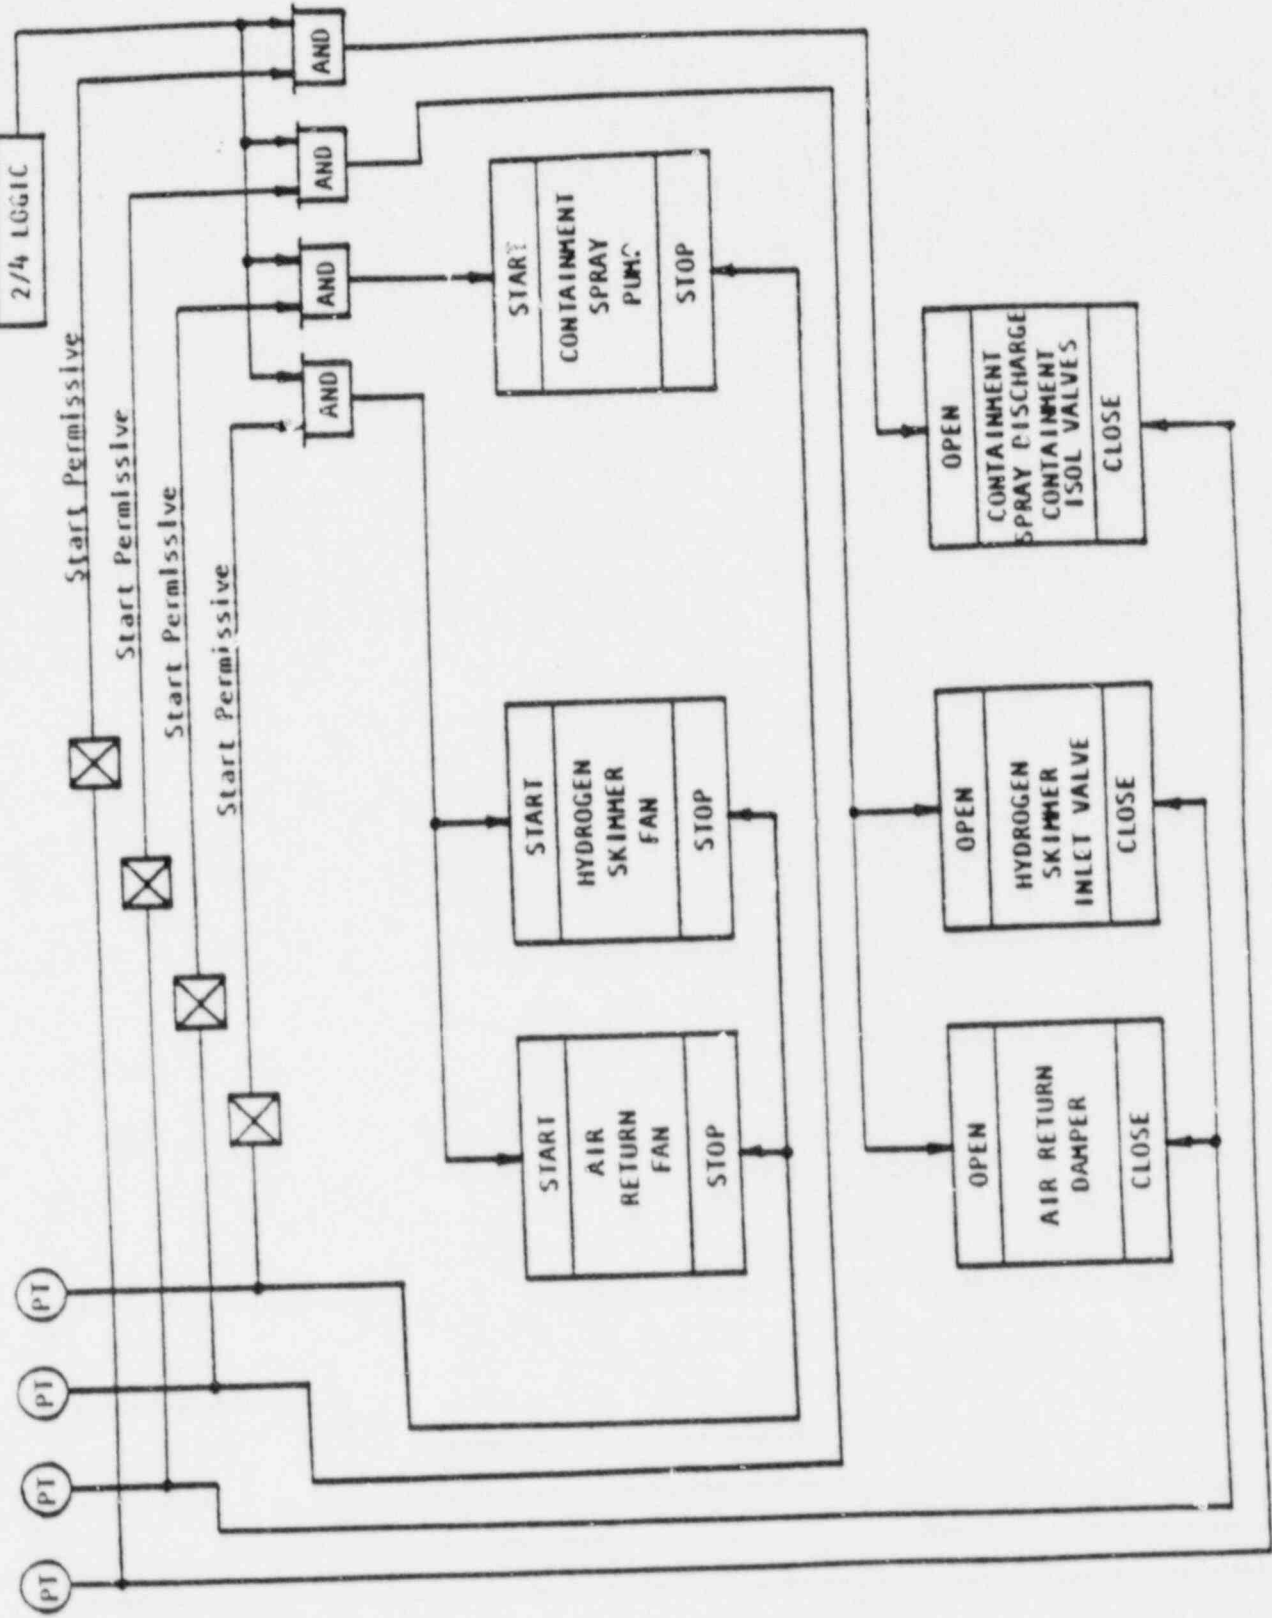 2/4 LOGIC
Start Permissive
Start Permissive
Start Permissive
Start Permissive
AND
AND
AND
AND
PT
PT
PT
PT
START
AIR
RETURN
FAN
STOP
START
HYDROGEN
SKIMMER
FAN
STOP
START
CONTAINMENT
SPRAY
PUMP
STOP
OPEN
AIR RETURN
DAMPER
CLOSE
OPEN
HYDROGEN
SKIMMER
INLET VALVE
CLOSE
OPEN
CONTAINMENT
SPRAY DISCHARGE
CONTAINMENT
ISOL VALVES
CLOSE